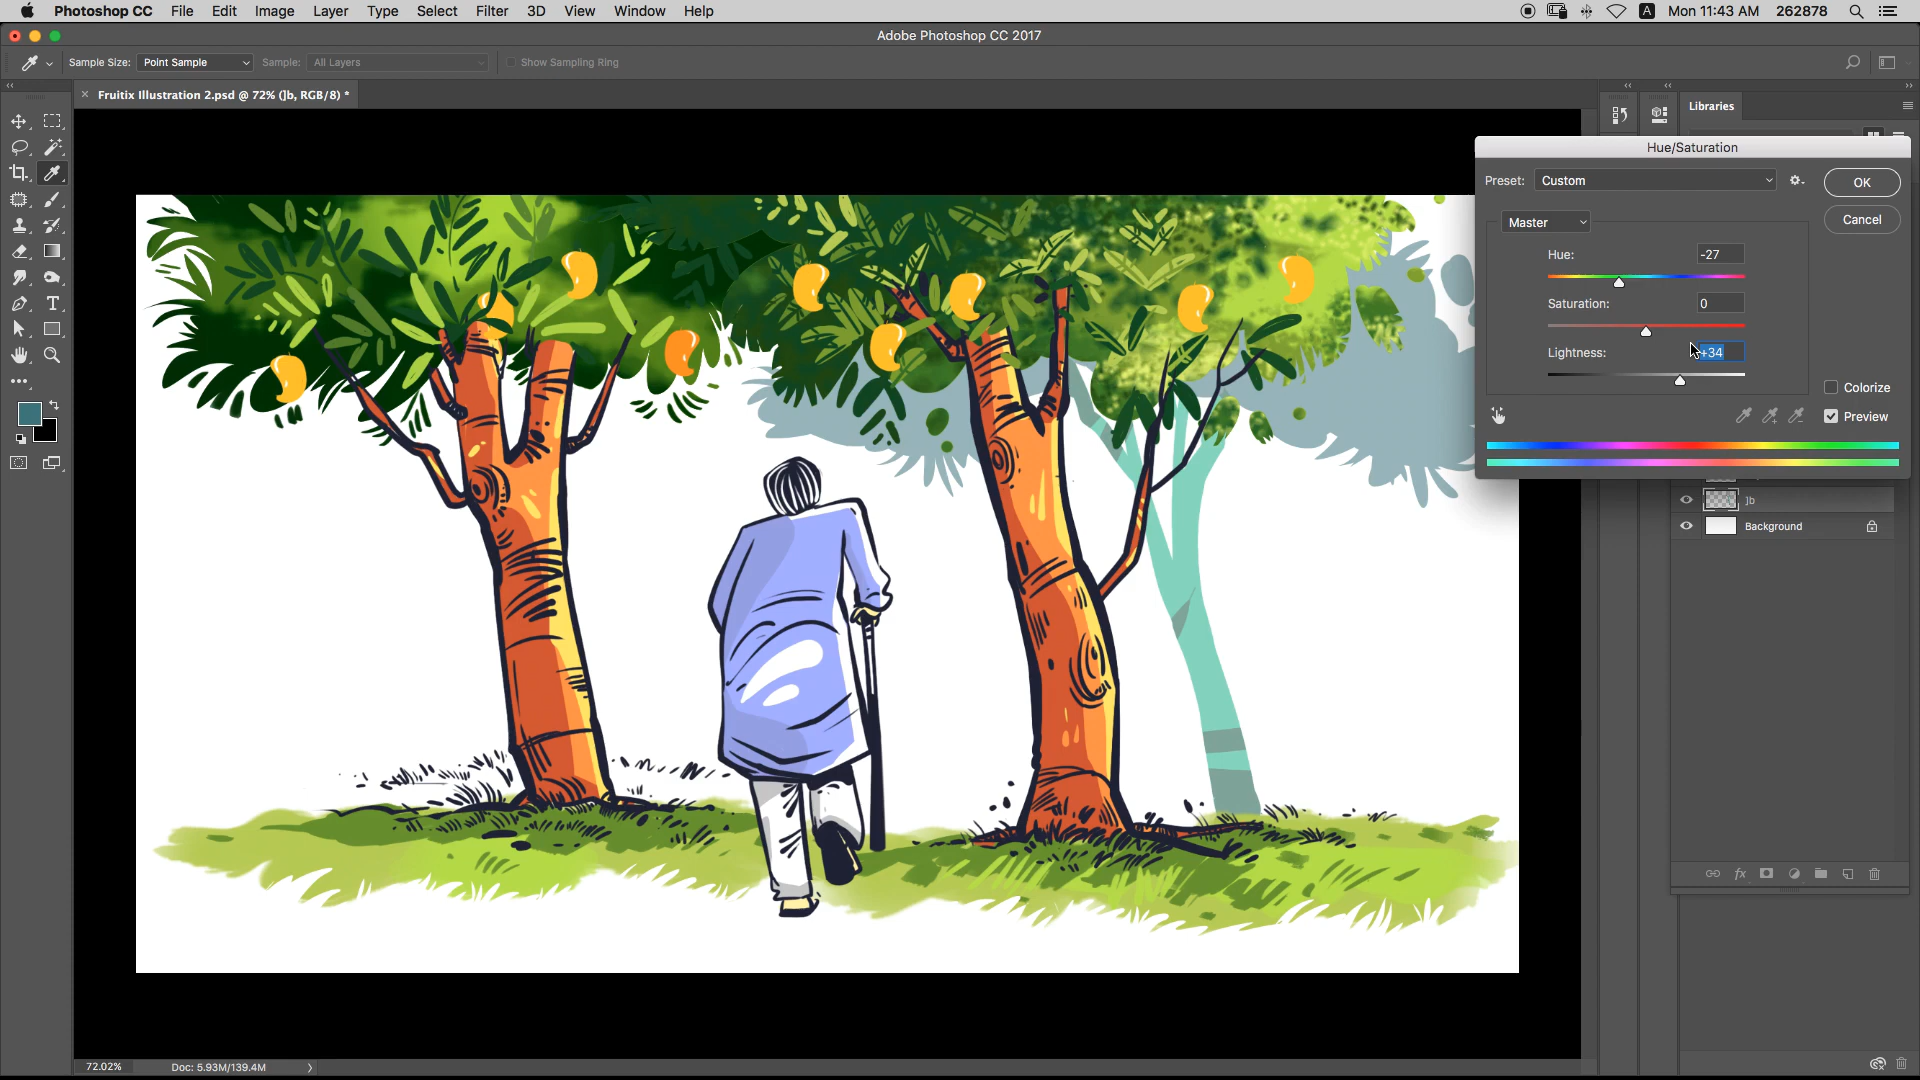 Photoshop CC File Edit Image Layer Type Select Filter 3D View Window Help A Mon 11:43 AM 262878
Adobe Photoshop CC 2017
Sample Size: Point Sample Sample: All Layers Show Sampling Ring
× Fruitix Illustration 2.psd @ 72% (]b, RGB/8) *
Libraries
Hue/Saturation
Preset: Custom OK
Master Cancel
Hue: -27
Saturation: 0
Lightness: +34
Colorize
Preview
]b
Background
fx
72.02% Doc: 5.93M/139.4M